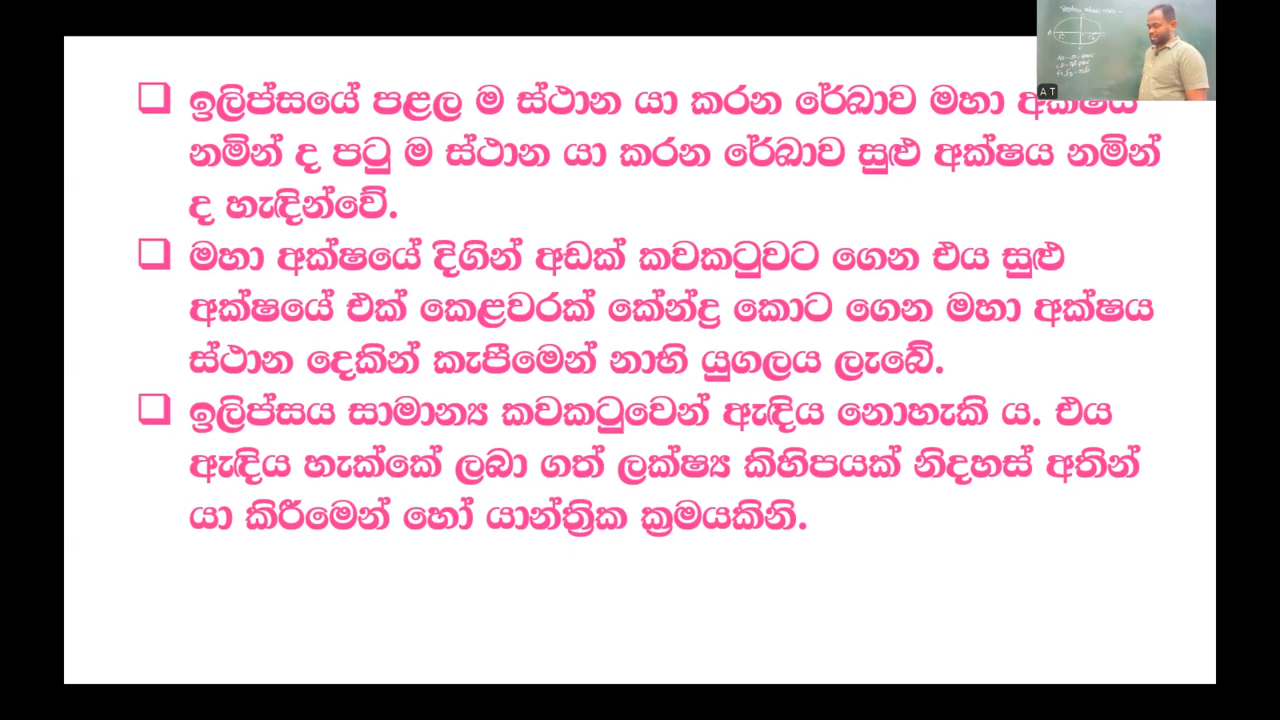 ඉලිප්සයේ පළල ම ස්ථාන යා කරන රේඛාව මහා අක්ෂය
නමින් ද පටු ම ස්ථාන යා කරන රේඛාව සුළු අක්ෂය නමින්
ද හැඳින්වේ.
මහා අක්ෂයේ දිගින් අඩක් කවකටුවට ගෙන එය සුළු
අක්ෂයේ එක් කෙළවරක් කේන්ද්‍ර කොට ගෙන මහා අක්ෂය
ස්ථාන දෙකින් කැපීමෙන් නාභි යුගලය ලැබේ.
ඉලිප්සය සාමාන්‍ය කවකටුවෙන් ඇඳිය නොහැකි ය. එය
ඇඳිය හැක්කේ ලබා ගත් ලක්ෂ්‍ය කිහිපයක් නිදහස් අතින්
යා කිරීමෙන් හෝ යාන්ත්‍රික ක්‍රමයකිනි.
A T